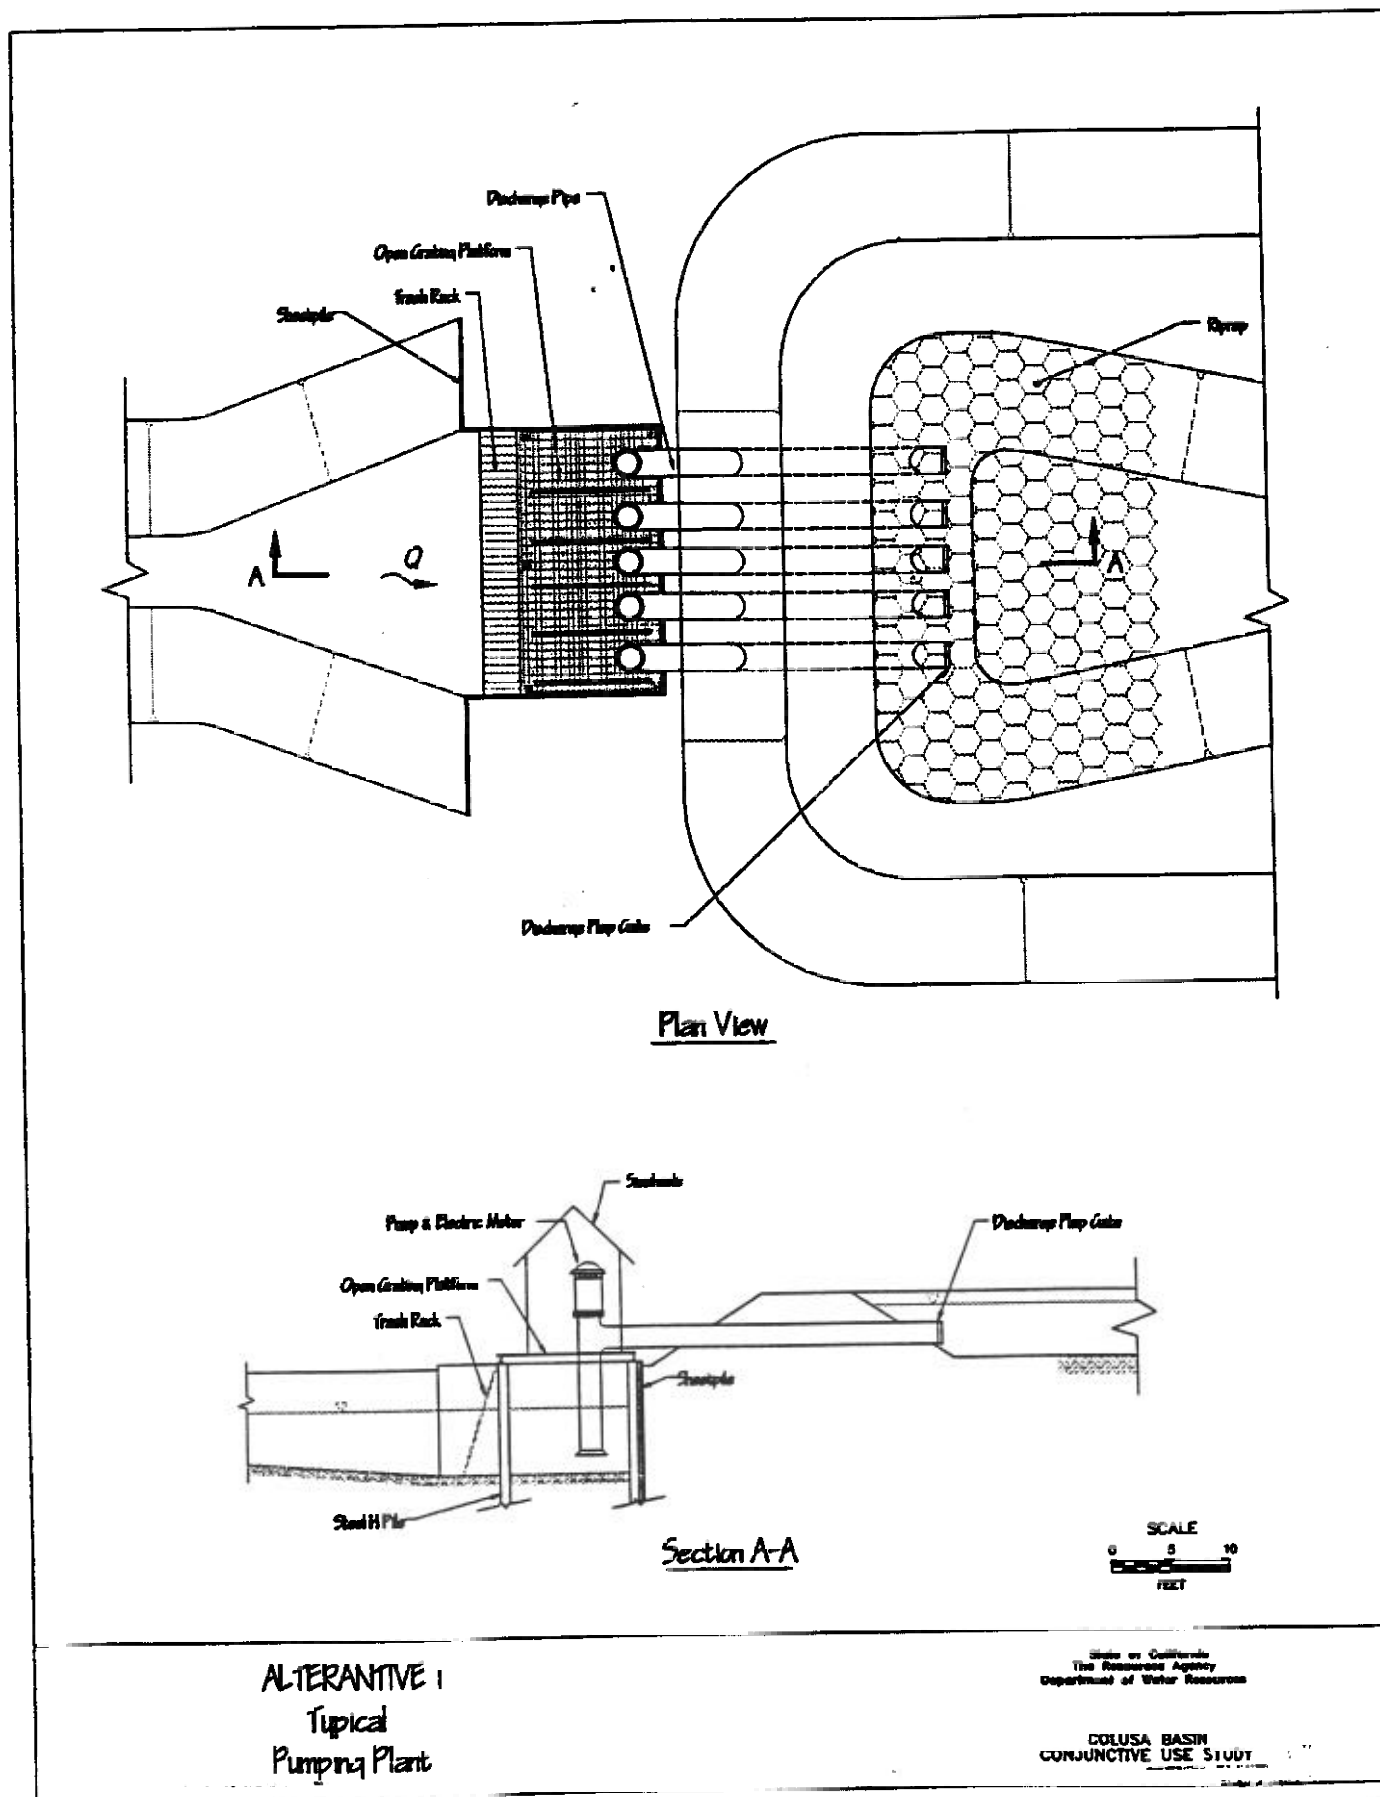 Discharge Pipe
Open Grating Platform
Trash Rack
Sheetpile
Riprap
A
Q
A
Discharge Flap Gate
Plan View
Pump & Electric Motor
Discharge Flap Gate
Open Grating Platform
Trash Rack
Sheetpile
Steel H Pile
Section A-A
SCALE
0 5 10
FEET
ALTERANTIVE 1
Typical
Pumping Plant
State of California
The Resources Agency
Department of Water Resources
COLUSA BASIN
CONJUNCTIVE USE STUDY